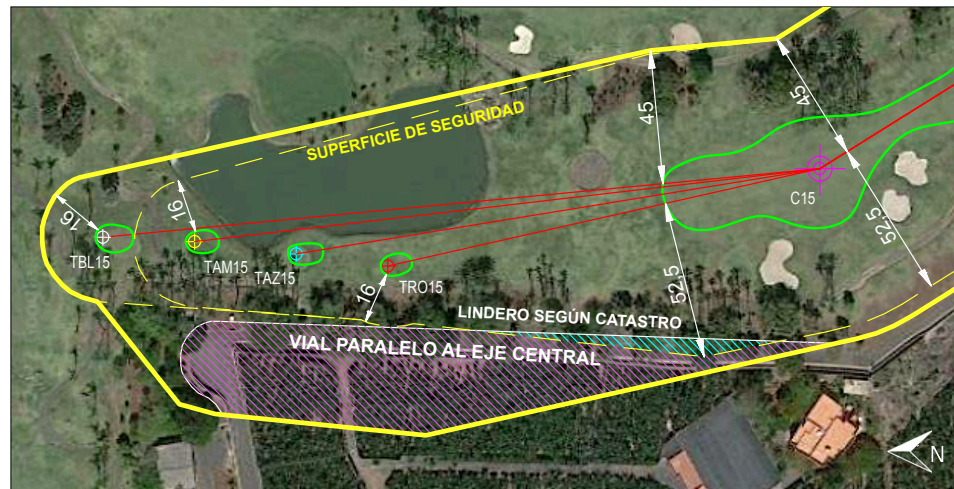 45
45
SUPERFICIE DE SEGURIDAD
C15
16
16
52,5
TBL15
TAM15
TAZ15
TRO15
52,5
16
LINDERO SEGÚN CATASTRO
VIAL PARALELO AL EJE CENTRAL
N